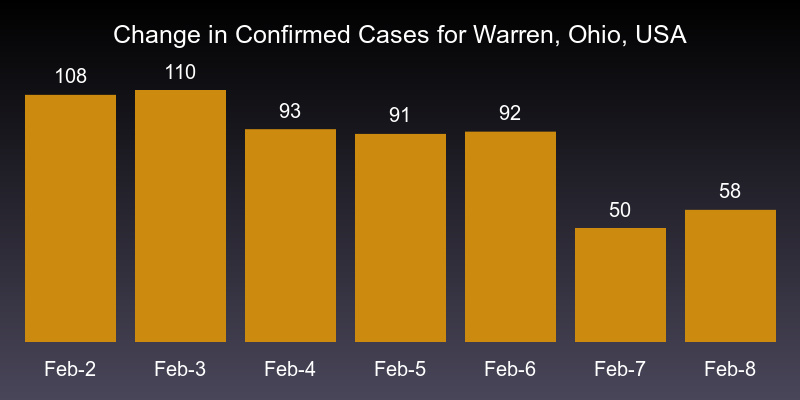 Change in Confirmed Cases for Warren, Ohio, USA
108 110 93 91 92 50 58
Feb-2 Feb-3 Feb-4 Feb-5 Feb-6 Feb-7 Feb-8